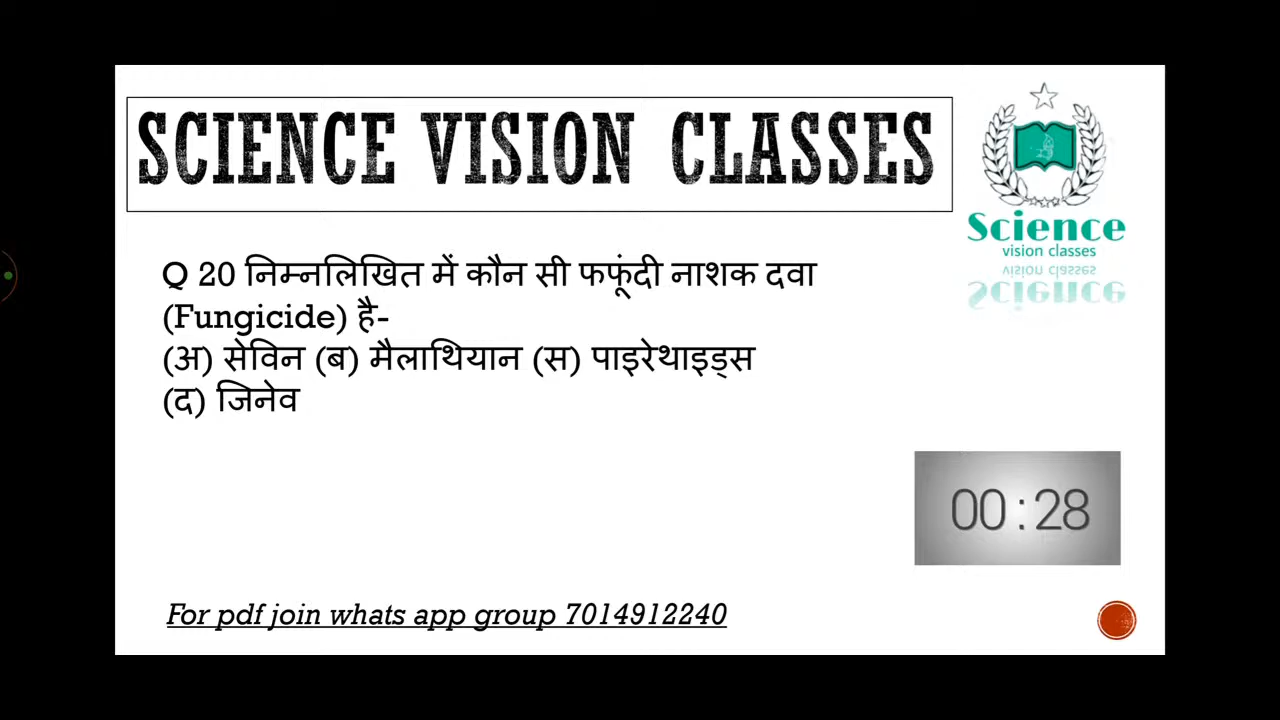 SCIENCE VISION CLASSES
Science
vision classes
Q 20 निम्नलिखित में कौन सी फफूंदी नाशक दवा
(Fungicide) है-
(अ) सेविन (ब) मैलाथियान (स) पाइरेथाइड्स
(द) जिनेव
00:28
For pdf join whats app group 7014912240